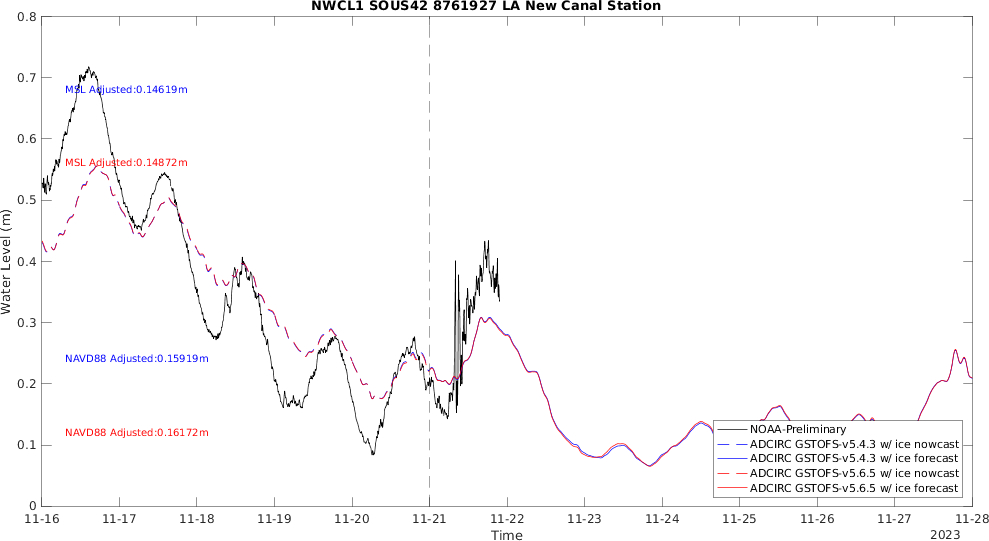 NWCL1 SOUS42 8761927 LA New Canal Station
0.8
0.7
0.6
0.5
0.4
0.3
0.2
0.1
0
Water Level (m)
MSL Adjusted:0.14619m
MSL Adjusted:0.14872m
NAVD88 Adjusted:0.15919m
NAVD88 Adjusted:0.16172m
NOAA-Preliminary
ADCIRC GSTOFS-v5.4.3 w/ ice nowcast
ADCIRC GSTOFS-v5.4.3 w/ ice forecast
ADCIRC GSTOFS-v5.6.5 w/ ice nowcast
ADCIRC GSTOFS-v5.6.5 w/ ice forecast
11-16 11-17 11-18 11-19 11-20 11-21 11-22 11-23 11-24 11-25 11-26 11-27 11-28
Time
2023